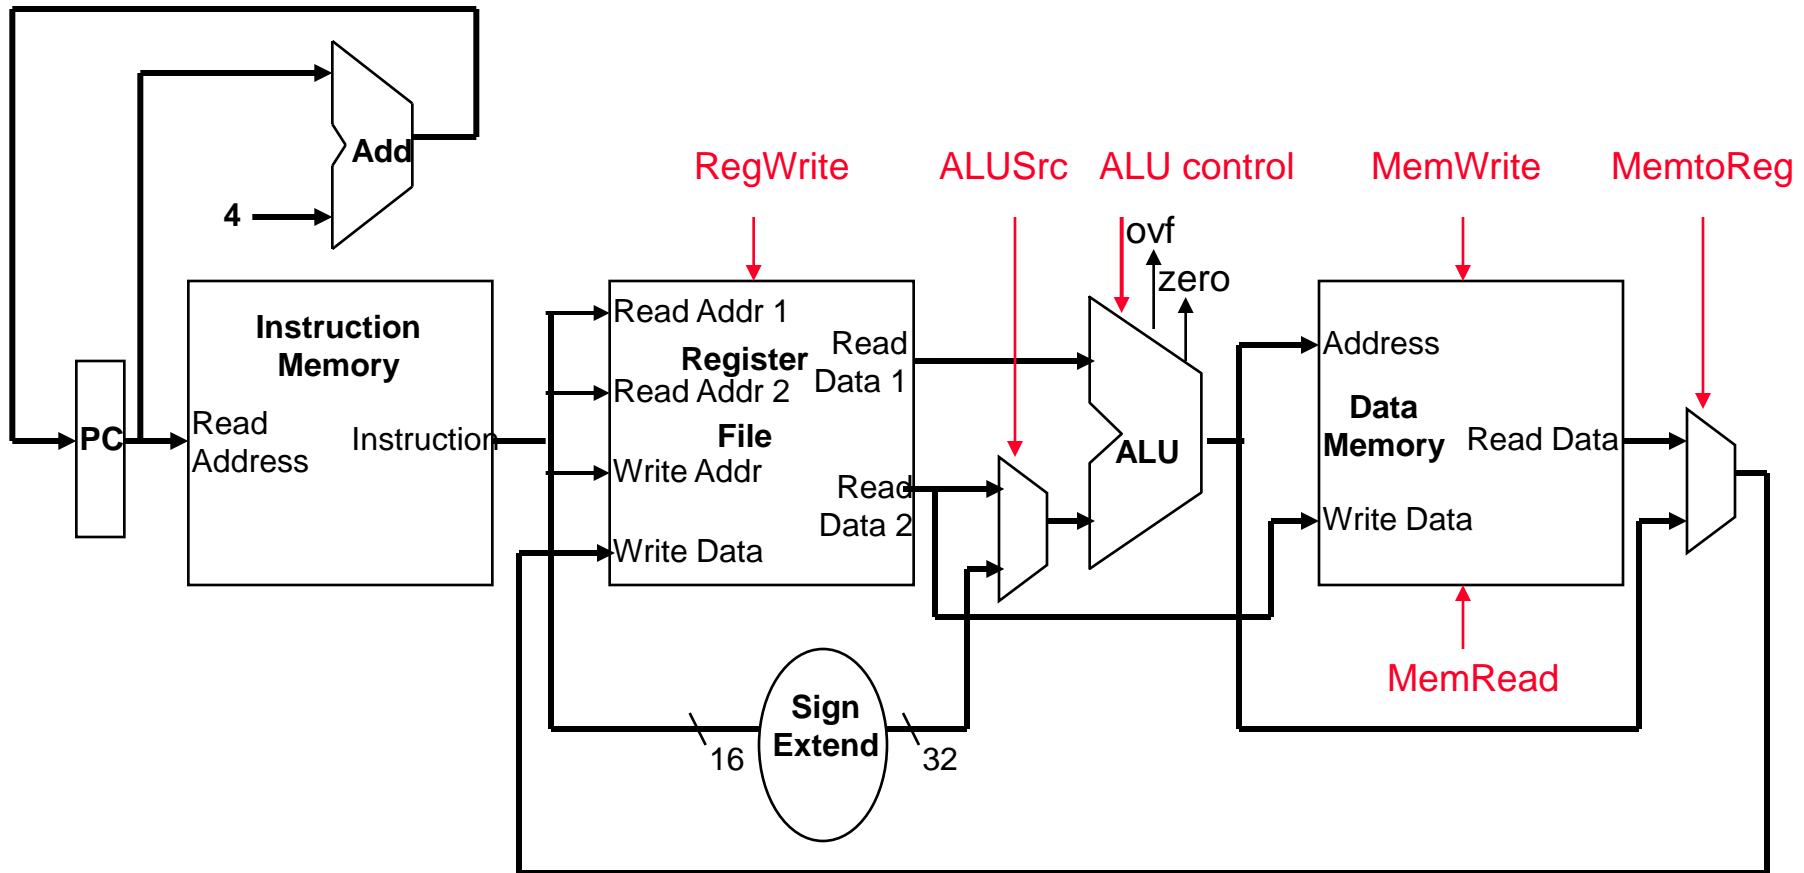 Add
4
RegWrite
ALUSrc
ALU control
MemWrite
MemtoReg
ovf
zero
PC
Instruction
Memory
Read
Address
Instruction
Read Addr 1
Register
Read Addr 2
File
Write Addr
Write Data
Read
Data 1
Read
Data 2
ALU
Address
Data
Memory
Read Data
Write Data
MemRead
Sign
Extend
16
32